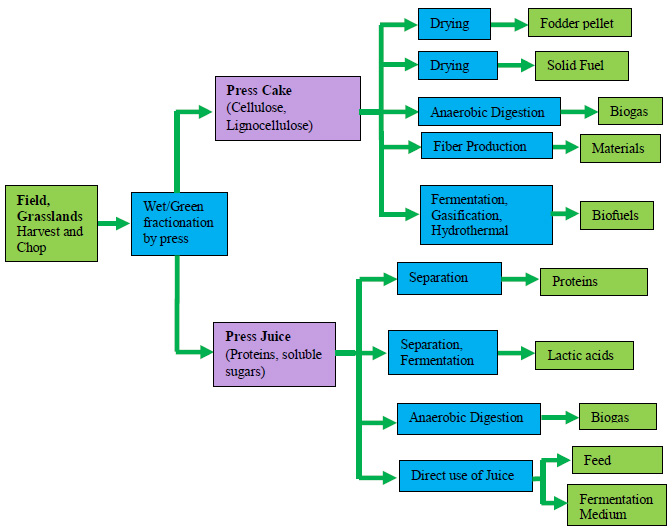 Field,
Grasslands
Harvest and
Chop
Wet/Green
fractionation
by press
Press Cake
(Cellulose,
Lignocellulose)
Drying
Fodder pellet
Drying
Solid Fuel
Anaerobic Digestion
Biogas
Fiber Production
Materials
Fermentation,
Gasification,
Hydrothermal
Biofuels
Press Juice
(Proteins, soluble
sugars)
Separation
Proteins
Separation,
Fermentation
Lactic acids
Anaerobic Digestion
Biogas
Direct use of Juice
Feed
Fermentation
Medium